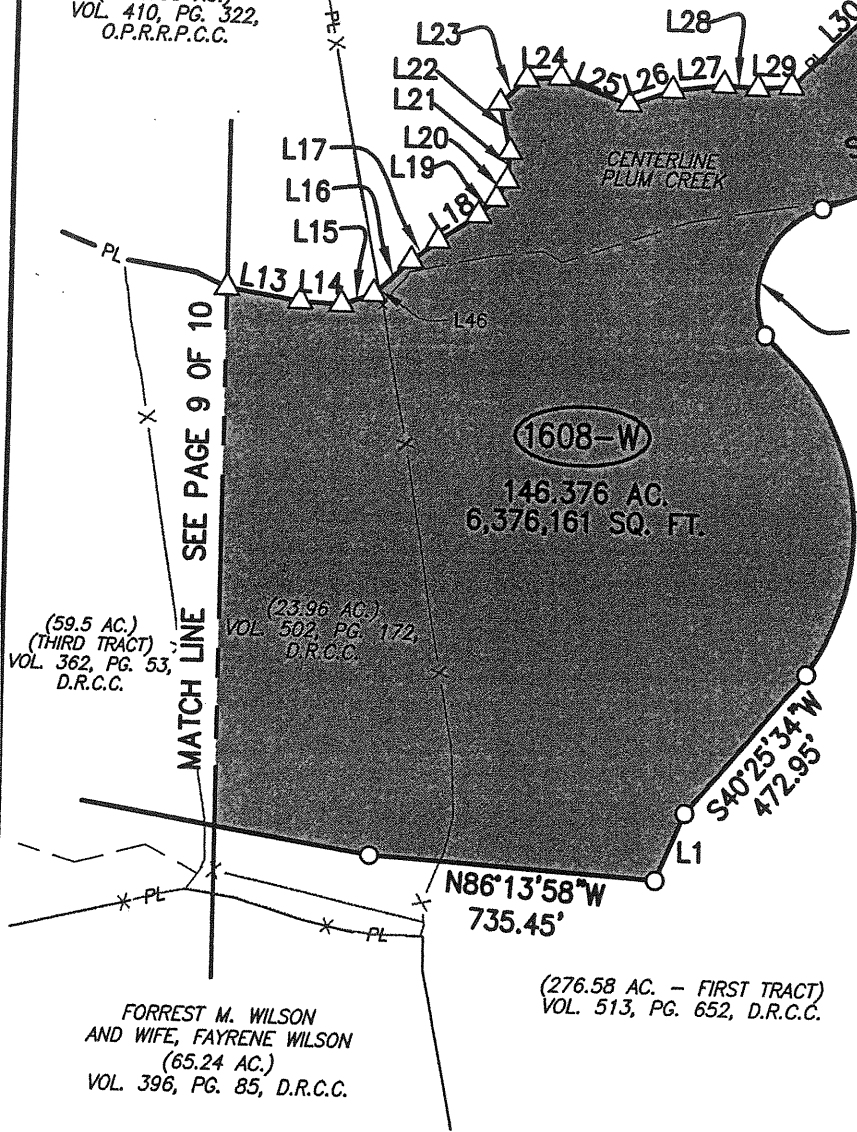 VOL. 410, PG. 322,
O.P.R.R.P.C.C.
PL
L23
L24
L28
L30
PL
L22
L25
L26
L27
L29
L21
L20
L17
L19
L16
L18
L15
CENTERLINE
PLUM CREEK
PL
L13
L14
L46
MATCH LINE SEE PAGE 9 OF 10
1608-W
146.376 AC.
6,376,161 SQ. FT.
(59.5 AC.)
(THIRD TRACT)
VOL. 362, PG. 53,
D.R.C.C.
(23.96 AC.)
VOL. 502, PG. 172,
D.R.C.C.
S40°25'34"W
472.95'
L1
N86°13'58"W
735.45'
PL
PL
(276.58 AC. - FIRST TRACT)
VOL. 513, PG. 652, D.R.C.C.
FORREST M. WILSON
AND WIFE, FAYRENE WILSON
(65.24 AC.)
VOL. 396, PG. 85, D.R.C.C.